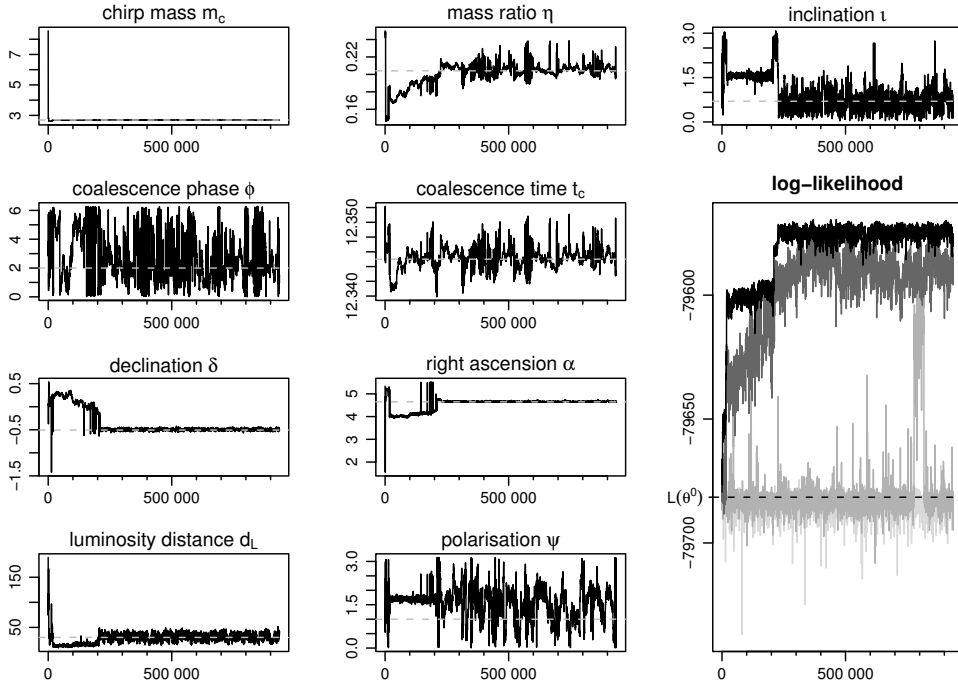 chirp mass mc
3 5 7
0 500 000
mass ratio η
0.16 0.22
0 500 000
inclination ι
0.0 1.5 3.0
0 500 000
coalescence phase ϕ
0 2 4 6
0 500 000
coalescence time tc
12.340 12.350
0 500 000
log−likelihood
−79700 −79650 −79600
L(θ⁰)
0 500 000
declination δ
−1.5 −0.5 0.5
0 500 000
right ascension α
2 3 4 5
0 500 000
luminosity distance dL
50 150
0 500 000
polarisation ψ
0.0 1.5 3.0
0 500 000